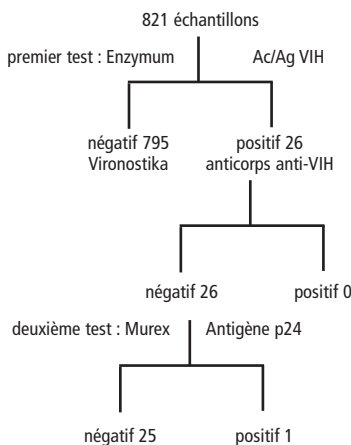 821 échantillons
premier test : Enzymum Ac/Ag VIH
négatif 795 positif 26
Vironostika anticorps anti-VIH
négatif 26 positif 0
deuxième test : Murex Antigène p24
négatif 25 positif 1